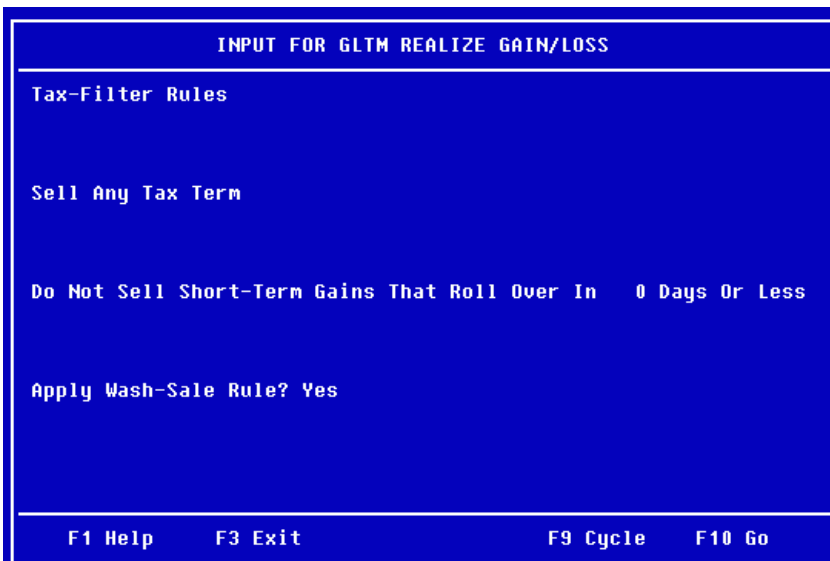 INPUT FOR GLTM REALIZE GAIN/LOSS
Tax-Filter Rules
Sell Any Tax Term
Do Not Sell Short-Term Gains That Roll Over In 0 Days Or Less
Apply Wash-Sale Rule? Yes
F1 Help F3 Exit F9 Cycle F10 Go